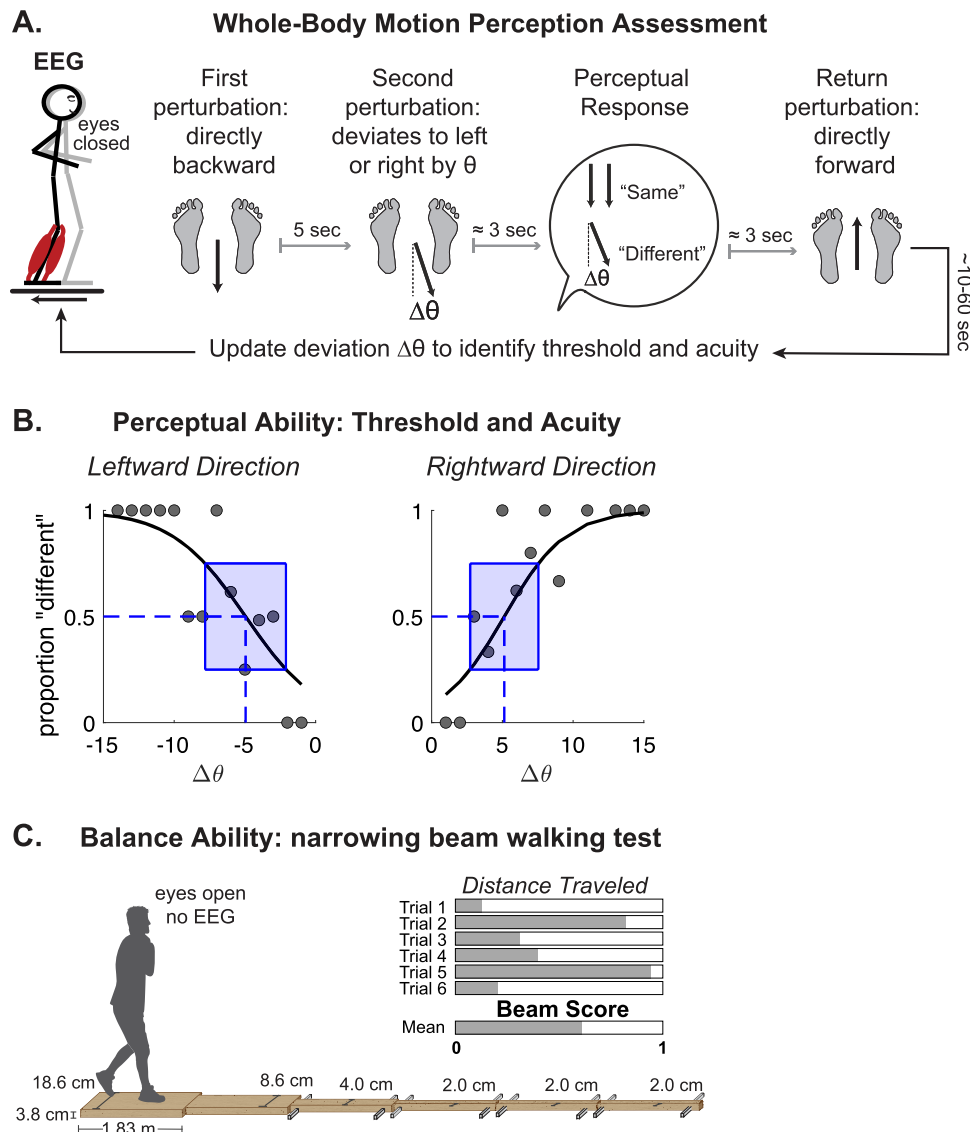 A.
Whole-Body Motion Perception Assessment
EEG
eyes
closed
First
perturbation:
directly
backward
Second
perturbation:
deviates to left
or right by θ
Perceptual
Response
Return
perturbation:
directly
forward
5 sec
≈ 3 sec
"Same"
"Different"
Δθ
Δθ
≈ 3 sec
~10-60 sec
Update deviation Δθ to identify threshold and acuity
B.
Perceptual Ability: Threshold and Acuity
Leftward Direction
Rightward Direction
proportion "different"
1
0.5
0
-15
-10
-5
0
Δθ
1
0.5
0
0
5
10
15
Δθ
C.
Balance Ability: narrowing beam walking test
eyes open
no EEG
Distance Traveled
Trial 1
Trial 2
Trial 3
Trial 4
Trial 5
Trial 6
Beam Score
Mean
0
1
18.6 cm
8.6 cm
4.0 cm
2.0 cm
2.0 cm
2.0 cm
3.8 cm
1.83 m